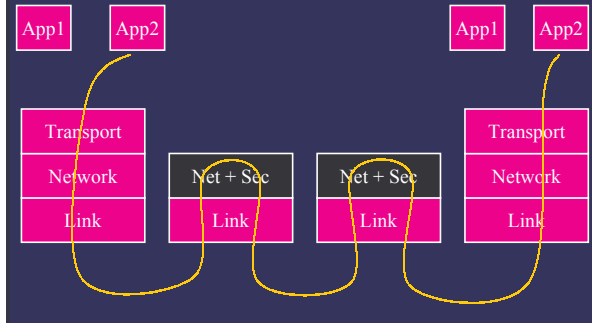 App1 App2 App1 App2
Transport Transport
Network Net + Sec Net + Sec Network
Link Link Link Link